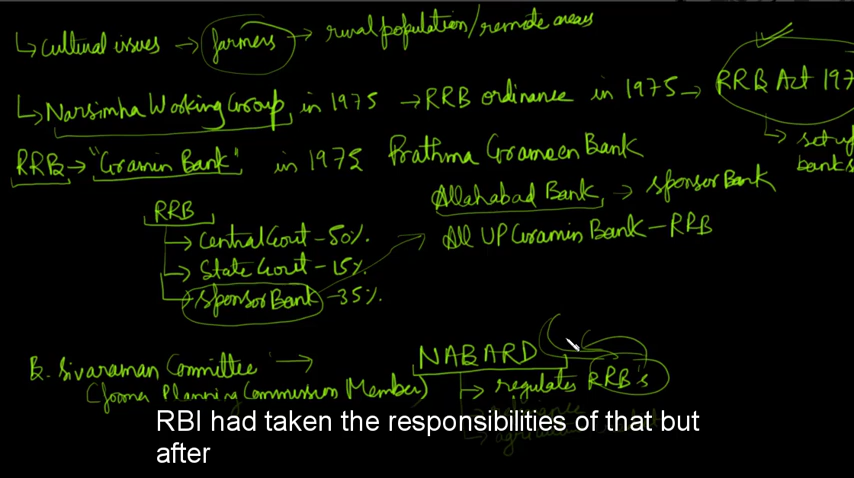 ↳ Cultural issues → farmers → rural population/remote areas
↳ Narsimha Working Group, in 1975 → RRB ordinance in 1975 → RRB Act 197
↳ set up banks
RRB → "Gramin Bank" in 1975 Prathma Grameen Bank
Allahabad Bank → Sponsor Bank
All UP Gramin Bank - RRB
RRB
→ Central Govt - 50%
→ State Govt - 15%
→ Sponsor Bank - 35%
B. Sivaraman Committee →
(former Planning Commission Member)
NABARD
→ regulates RRB's
RBI had taken the responsibilities of that but
after